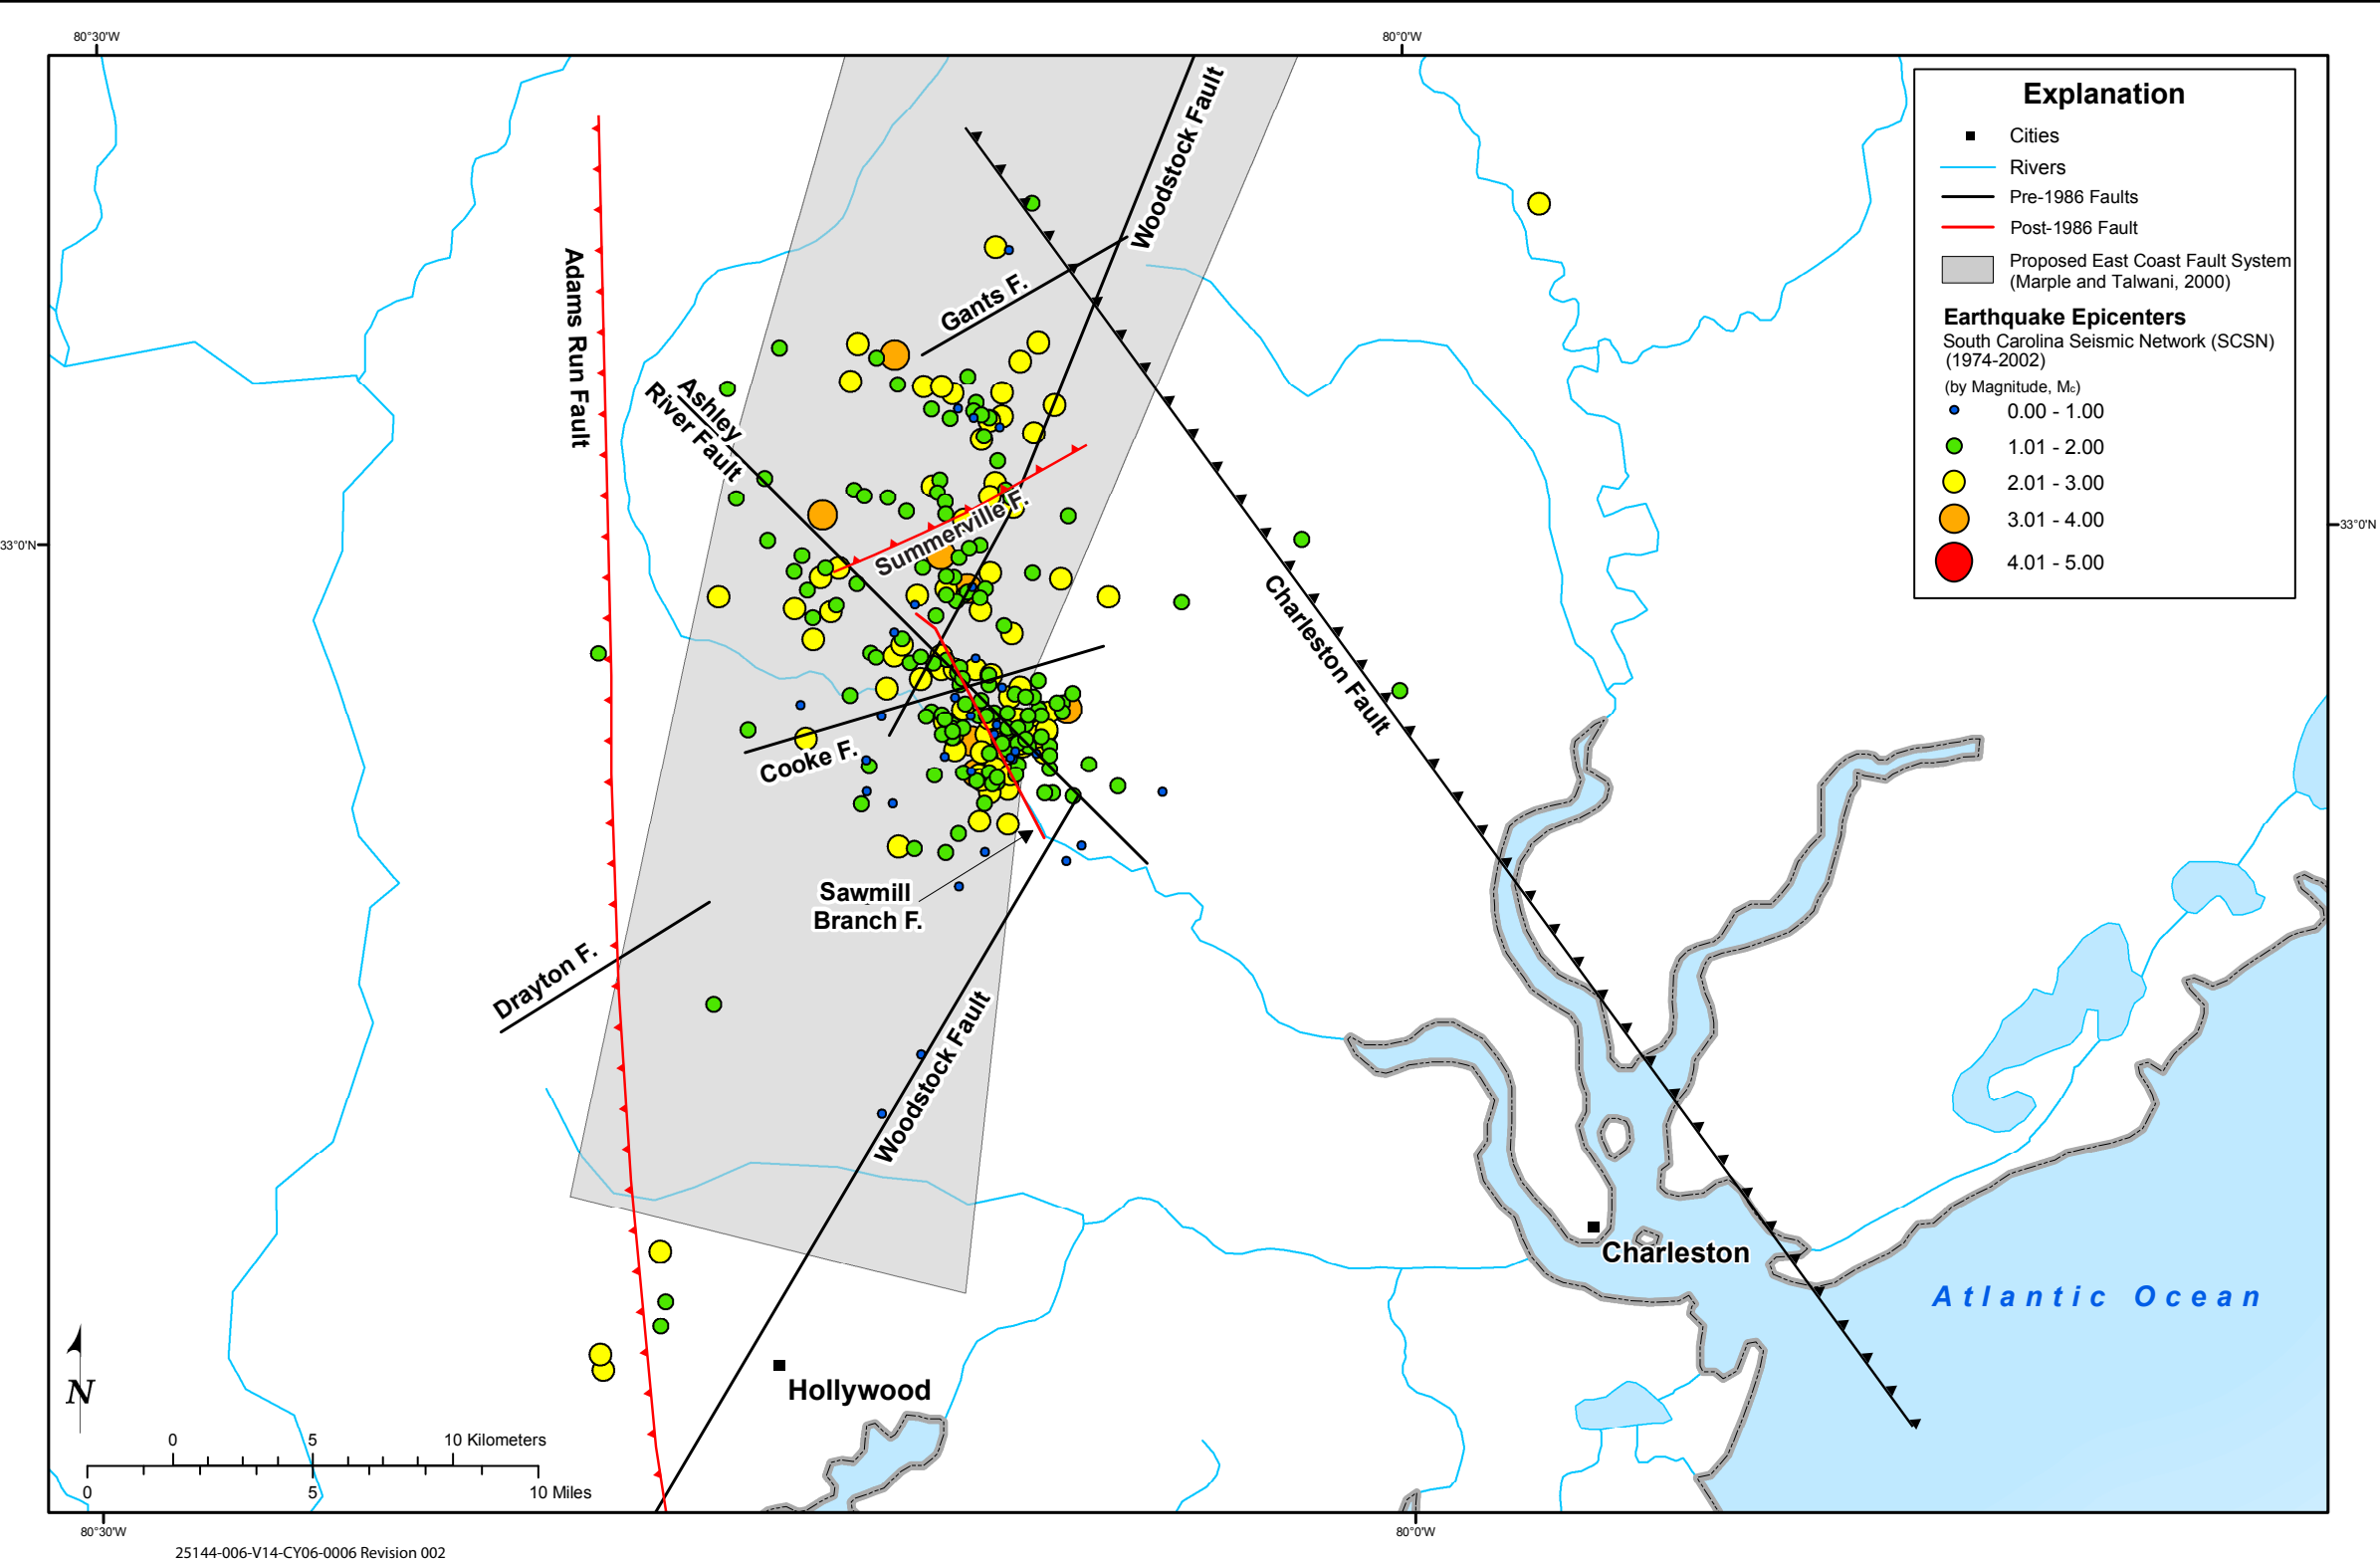 80°30'W
80°0'W
Explanation
Cities
Rivers
Pre-1986 Faults
Post-1986 Fault
Proposed East Coast Fault System
(Marple and Talwani, 2000)
Earthquake Epicenters
South Carolina Seismic Network (SCSN)
(1974-2002)
(by Magnitude, Mc)
0.00 - 1.00
1.01 - 2.00
2.01 - 3.00
3.01 - 4.00
4.01 - 5.00
Woodstock Fault
Adams Run Fault
Gants F.
Ashley
River Fault
Summerville F.
33°0'N
33°0'N
Charleston Fault
Cooke F.
Sawmill
Branch F.
Drayton F.
Woodstock Fault
Charleston
Atlantic Ocean
Hollywood
N
0 5 10 Kilometers
0 5 10 Miles
80°30'W
80°0'W
25144-006-V14-CY06-0006 Revision 002